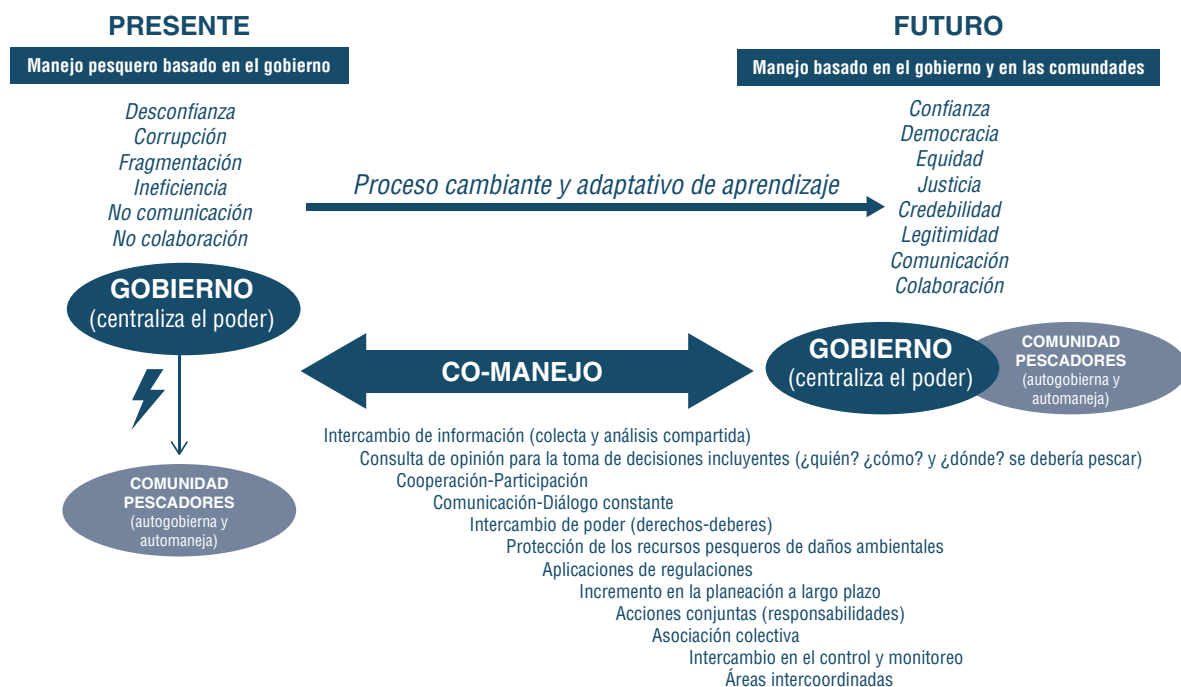 PRESENTE
Manejo pesquero basado en el gobierno
Desconfianza
Corrupción
Fragmentación
Ineficiencia
No comunicación
No colaboración
GOBIERNO
(centraliza el poder)
COMUNIDAD
PESCADORES
(autogobierna y
automaneja)
Proceso cambiante y adaptativo de aprendizaje
CO-MANEJO
FUTURO
Manejo basado en el gobierno y en las comundades
Confianza
Democracia
Equidad
Justicia
Credebilidad
Legitimidad
Comunicación
Colaboración
GOBIERNO
(centraliza el poder)
COMUNIDAD
PESCADORES
(autogobierna y
automaneja)
Intercambio de información (colecta y análisis compartida)
Consulta de opinión para la toma de decisiones incluyentes (¿quién? ¿cómo? y ¿dónde? se debería pescar)
Cooperación-Participación
Comunicación-Diálogo constante
Intercambio de poder (derechos-deberes)
Protección de los recursos pesqueros de daños ambientales
Aplicaciones de regulaciones
Incremento en la planeación a largo plazo
Acciones conjuntas (responsabilidades)
Asociación colectiva
Intercambio en el control y monitoreo
Áreas intercoordinadas